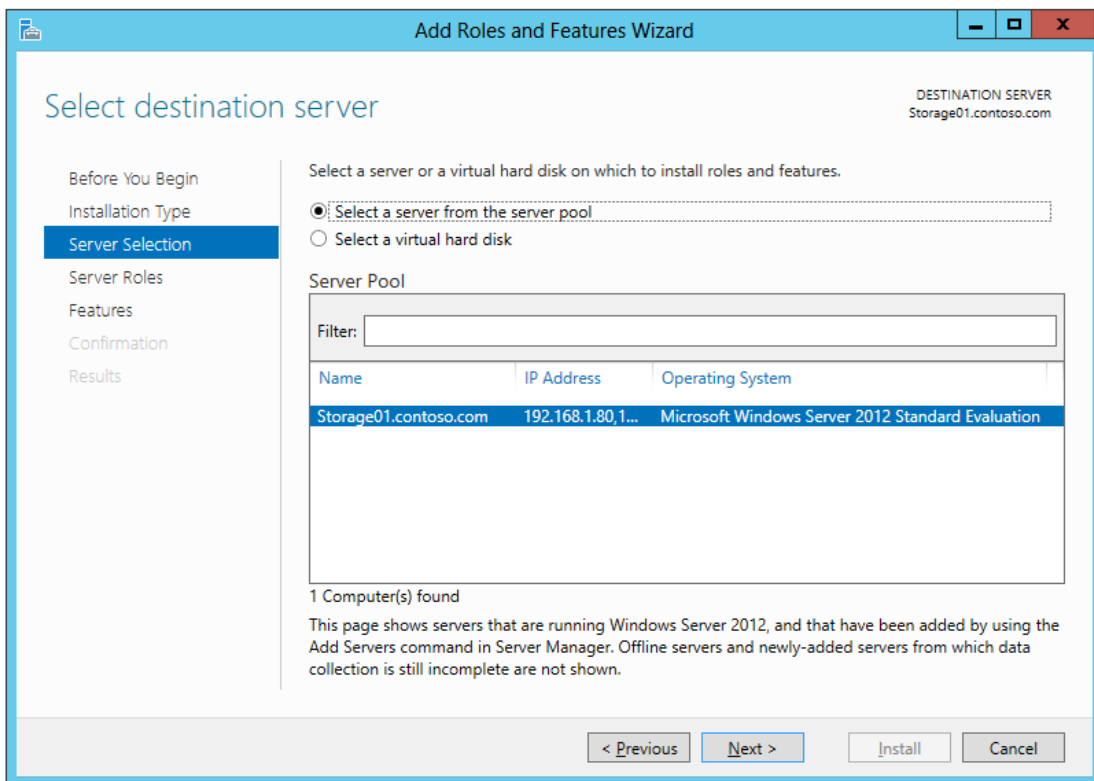 Add Roles and Features Wizard
Select destination server
DESTINATION SERVER
Storage01.contoso.com
Before You Begin
Installation Type
Server Selection
Server Roles
Features
Confirmation
Results
Select a server or a virtual hard disk on which to install roles and features.
Select a server from the server pool
Select a virtual hard disk
Server Pool
Filter:
Name IP Address Operating System
Storage01.contoso.com 192.168.1.80,1... Microsoft Windows Server 2012 Standard Evaluation
1 Computer(s) found
This page shows servers that are running Windows Server 2012, and that have been added by using the
Add Servers command in Server Manager. Offline servers and newly-added servers from which data
collection is still incomplete are not shown.
< Previous Next > Install Cancel